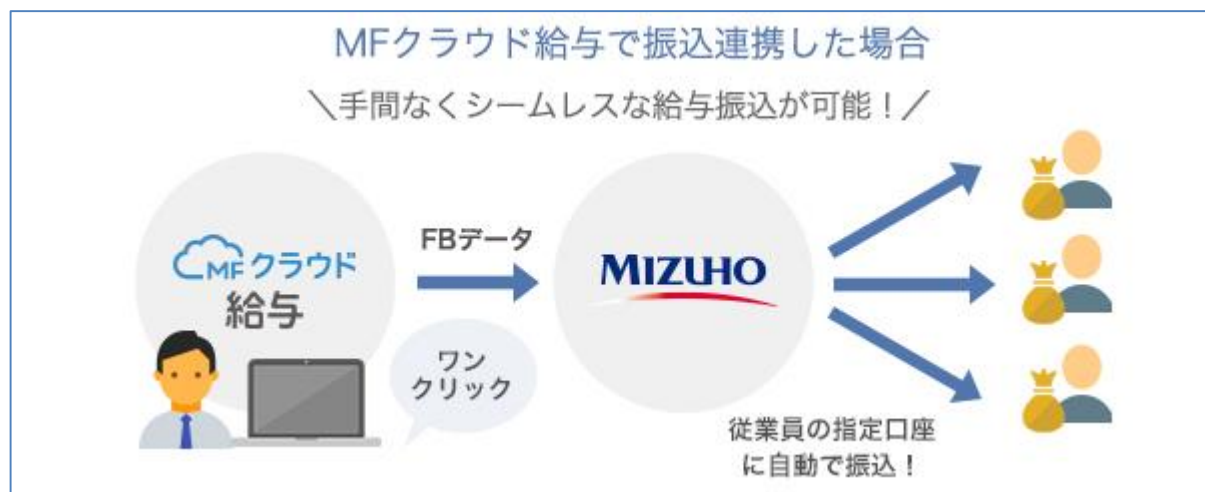 MFクラウド給与で振込連携した場合
＼手間なくシームレスな給与振込が可能！／
FBデータ
MFクラウド
給与
MIZUHO
ワン
クリック
従業員の指定口座
に自動で振込！